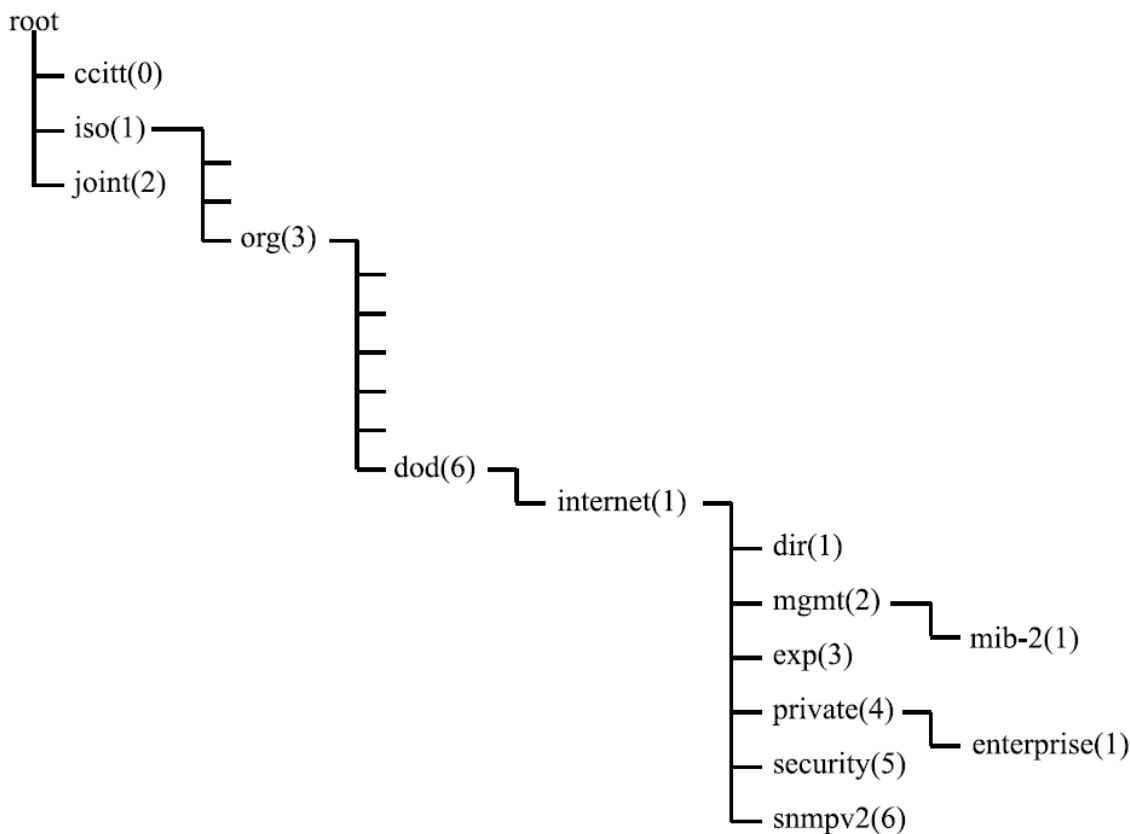 root
ccitt(0)
iso(1)
joint(2)
org(3)
dod(6)
internet(1)
dir(1)
mgmt(2)
mib-2(1)
exp(3)
private(4)
enterprise(1)
security(5)
snmpv2(6)